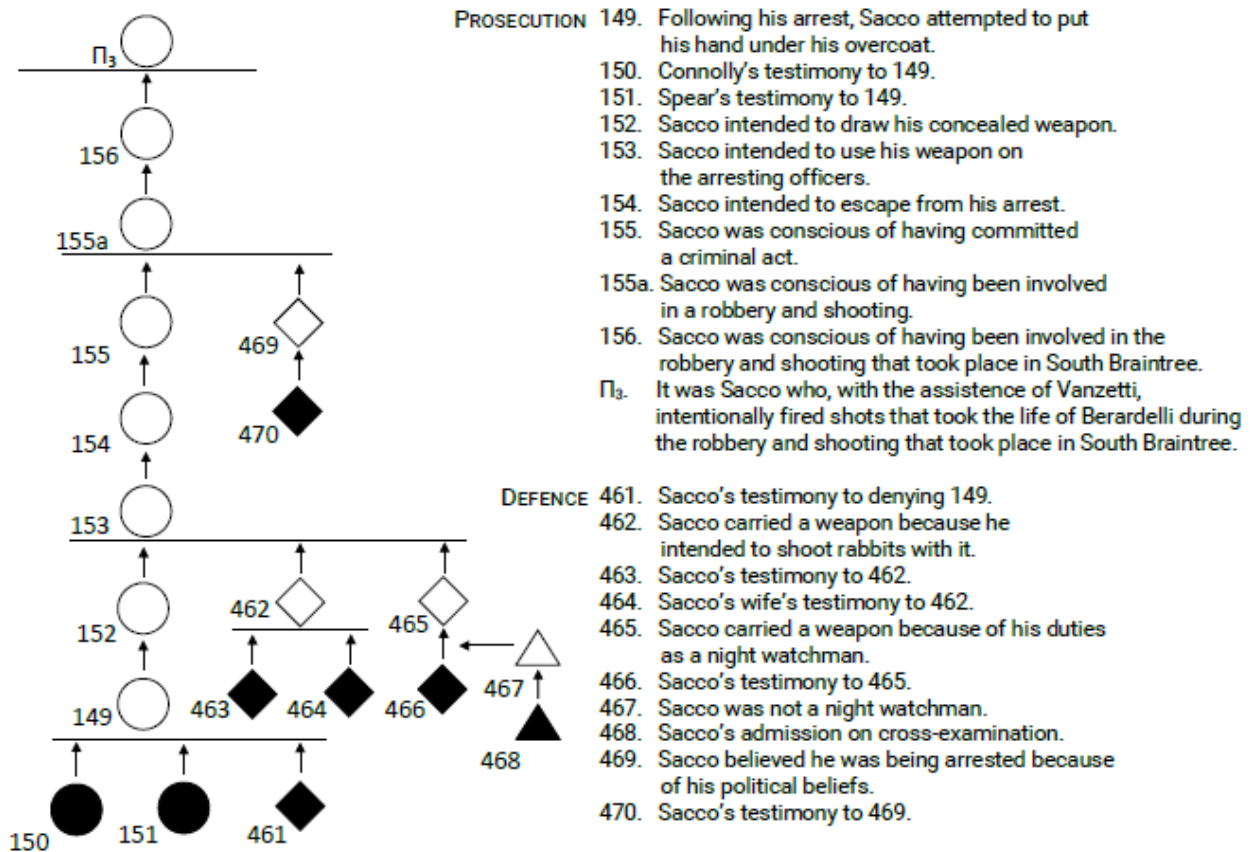 PROSECUTION 149. Following his arrest, Sacco attempted to put
his hand under his overcoat.
150. Connolly's testimony to 149.
151. Spear's testimony to 149.
152. Sacco intended to draw his concealed weapon.
153. Sacco intended to use his weapon on
the arresting officers.
154. Sacco intended to escape from his arrest.
155. Sacco was conscious of having committed
a criminal act.
155a. Sacco was conscious of having been involved
in a robbery and shooting.
156. Sacco was conscious of having been involved in the
robbery and shooting that took place in South Braintree.
Π₃. It was Sacco who, with the assistence of Vanzetti,
intentionally fired shots that took the life of Berardelli during
the robbery and shooting that took place in South Braintree.
DEFENCE 461. Sacco's testimony to denying 149.
462. Sacco carried a weapon because he
intended to shoot rabbits with it.
463. Sacco's testimony to 462.
464. Sacco's wife's testimony to 462.
465. Sacco carried a weapon because of his duties
as a night watchman.
466. Sacco's testimony to 465.
467. Sacco was not a night watchman.
468. Sacco's admission on cross-examination.
469. Sacco believed he was being arrested because
of his political beliefs.
470. Sacco's testimony to 469.
Π₃
156
155a
155
469
154
470
153
152
462
465
149
463
464
466
467
468
150
151
461